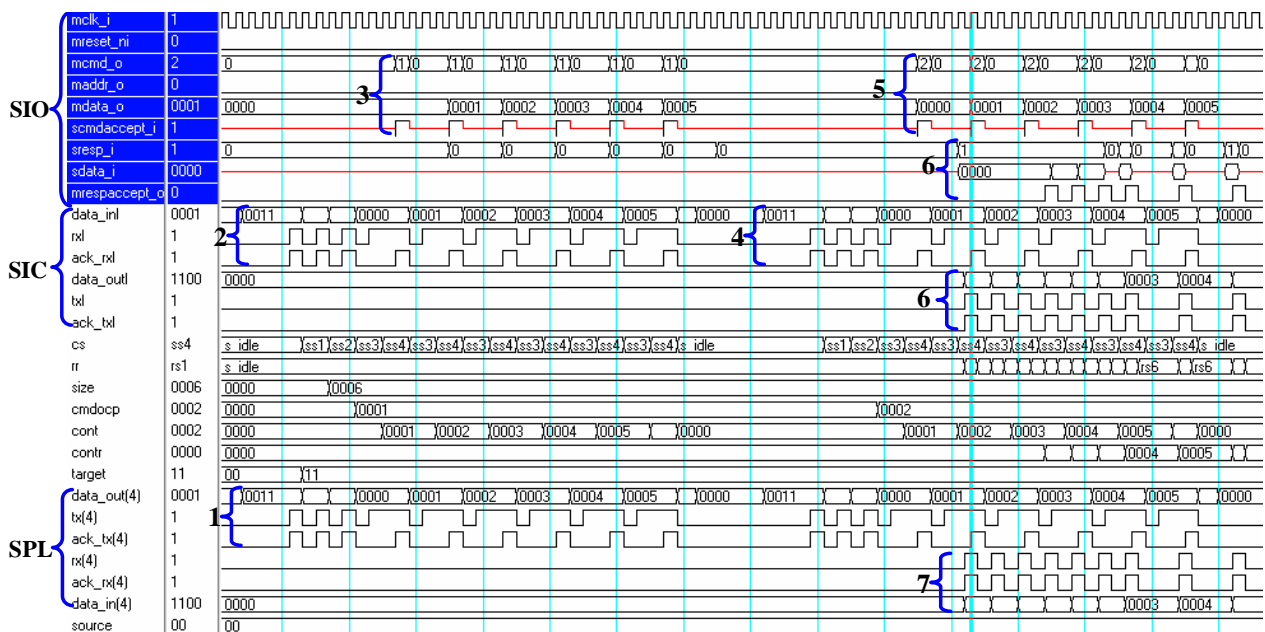 mclk_i 1
mreset_ni 0
mcmd_o 2 0 1 0 1 0 1 0 1 0 1 0 1 0 2 0 2 0 2 0 2 0 2 0 0
maddr_o 0
3 5
SIO mdata_o 0001 0000 0001 0002 0003 0004 0005 0000 0001 0002 0003 0004 0005
scmdaccept_i 1
sresp_i 1 0 0 0 0 0 0 0 1 0 0 0 1 0
6
sdata_i 0000 0000
mrespaccept_o 0
data_inl 0001 0011 0000 0001 0002 0003 0004 0005 0000 0011 0000 0001 0002 0003 0004 0005 0000
2 rxl 1 4
SIC ack_rxl 1
data_outl 1100 0000 0003 0004
txl 1 6
ack_txl 1
cs ss4 s_idle ss1 ss2 ss3 ss4 ss3 ss4 ss3 ss4 ss3 ss4 ss3 ss4 ss3 ss4 s_idle ss1 ss2 ss3 ss4 ss3 ss4 ss3 ss4 ss3 ss4 ss3 ss4 ss3 ss4 s_idle
rr rs1 s_idle rs6 rs6
size 0006 0000 0006
cmdocp 0002 0000 0001 0002
cont 0002 0000 0001 0002 0003 0004 0005 0000 0001 0002 0003 0004 0005 0000
contr 0000 0000 0004 0005
target 11 00 11
data_out(4) 0001 0011 0000 0001 0002 0003 0004 0005 0000 0011 0000 0001 0002 0003 0004 0005 0000
1 tx(4) 1
ack_tx(4) 1
SPL rx(4) 1
ack_rx(4) 1 7
data_in(4) 1100 0000 0003 0004
source 00 00